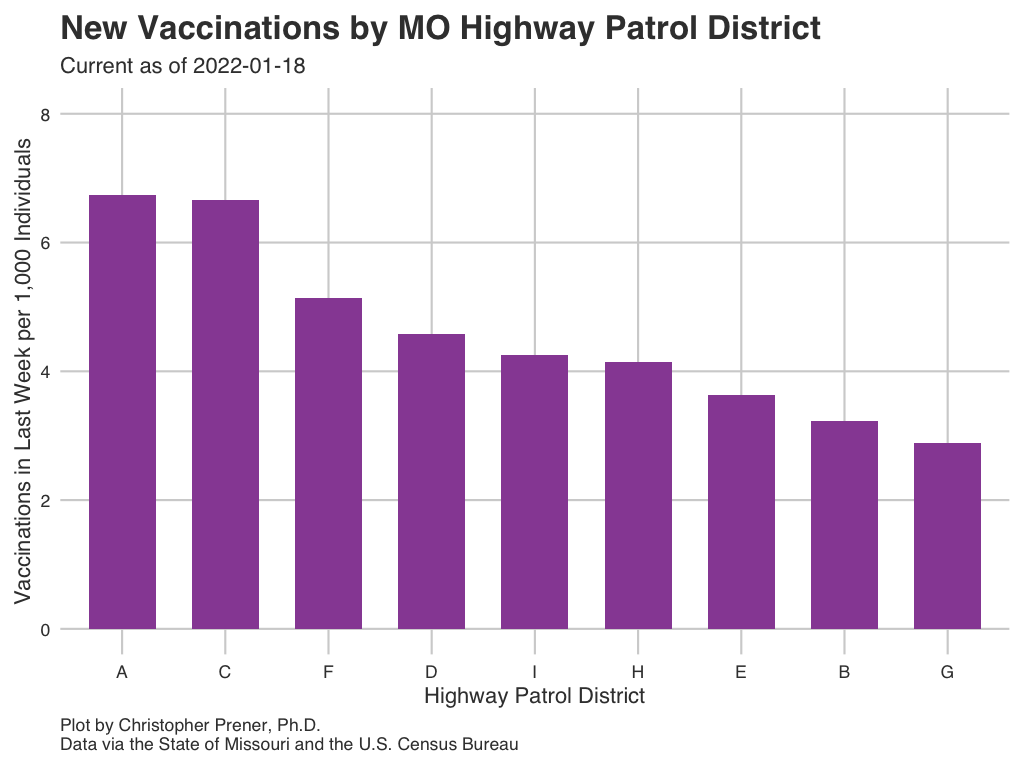 New Vaccinations by MO Highway Patrol District
Current as of 2022-01-18
Vaccinations in Last Week per 1,000 Individuals
8
6
4
2
0
A C F D I H E B G
Highway Patrol District
Plot by Christopher Prener, Ph.D.
Data via the State of Missouri and the U.S. Census Bureau